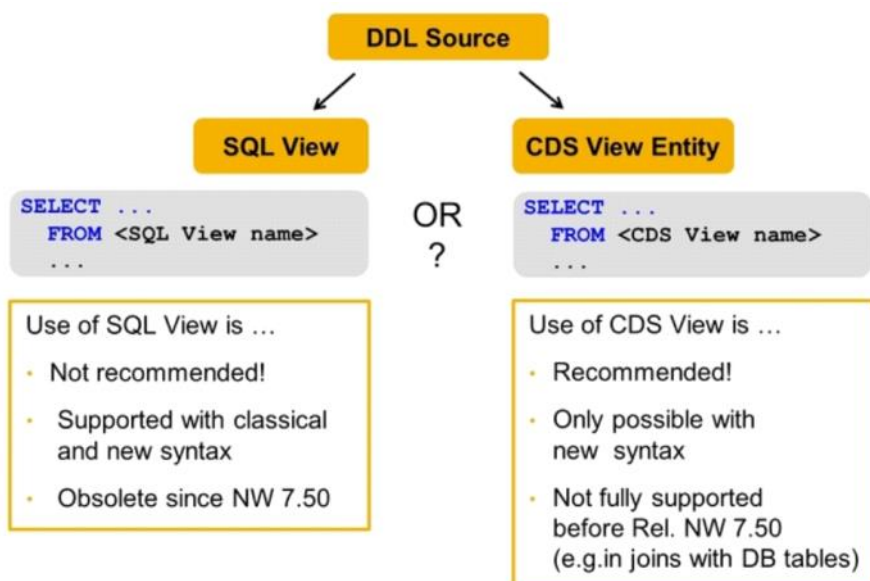 DDL Source
SQL View
CDS View Entity
SELECT ...
FROM <SQL View name>
...
OR
?
SELECT ...
FROM <CDS View name>
...
Use of SQL View is ...
• Not recommended!
• Supported with classical
and new syntax
• Obsolete since NW 7.50
Use of CDS View is ...
• Recommended!
• Only possible with
new syntax
• Not fully supported
before Rel. NW 7.50
(e.g.in joins with DB tables)